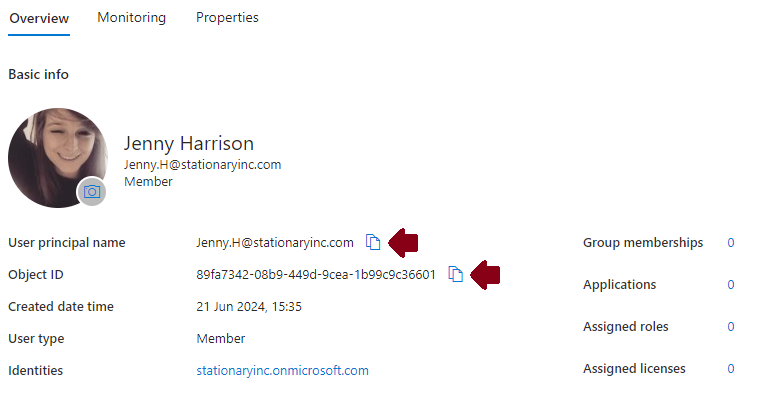 Overview Monitoring Properties
Basic info
Jenny Harrison
Jenny.H@stationaryinc.com
Member
User principal name Jenny.H@stationaryinc.com Group memberships 0
Object ID 89fa7342-08b9-449d-9cea-1b99c9c36601 Applications 0
Created date time 21 Jun 2024, 15:35 Assigned roles 0
User type Member
Identities stationaryinc.onmicrosoft.com Assigned licenses 0